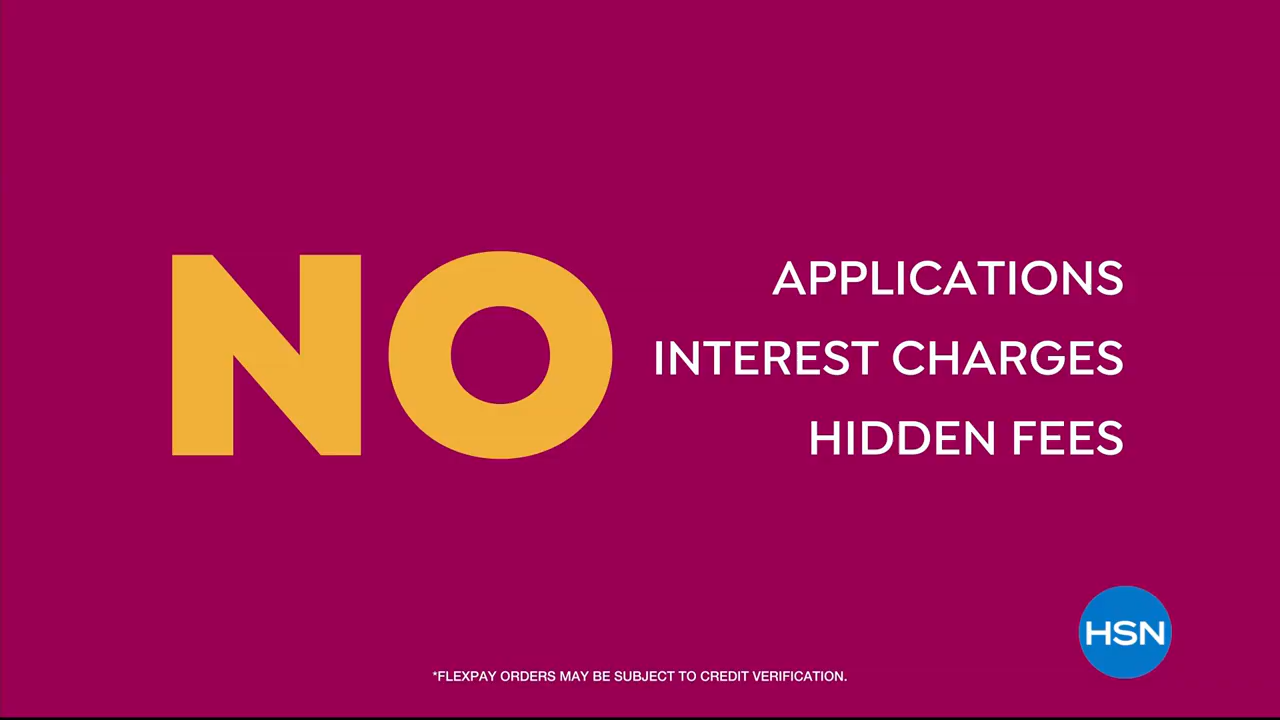 NO
APPLICATIONS
INTEREST CHARGES
HIDDEN FEES
HSN
*FLEXPAY ORDERS MAY BE SUBJECT TO CREDIT VERIFICATION.